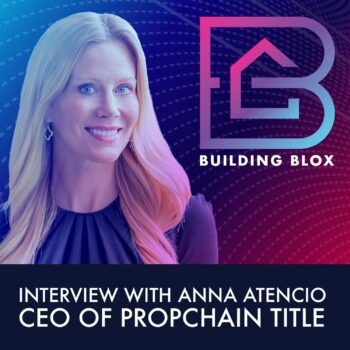 BUILDING BLOX
INTERVIEW WITH ANNA ATENCIO
CEO OF PROPCHAIN TITLE